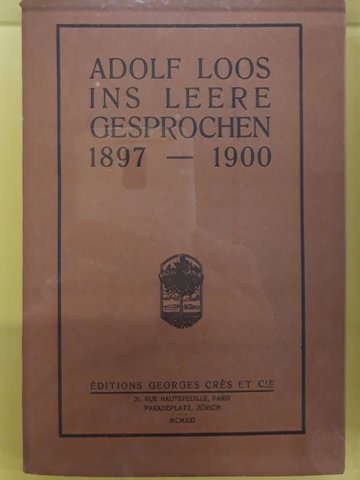 ADOLF LOOS
INS LEERE
GESPROCHEN
1897 — 1900
ÉDITIONS GEORGES CRÈS ET CIE
21, RUE HAUTEFEUILLE, PARIS
PARADEPLATZ, ZÜRICH
MCMXXI